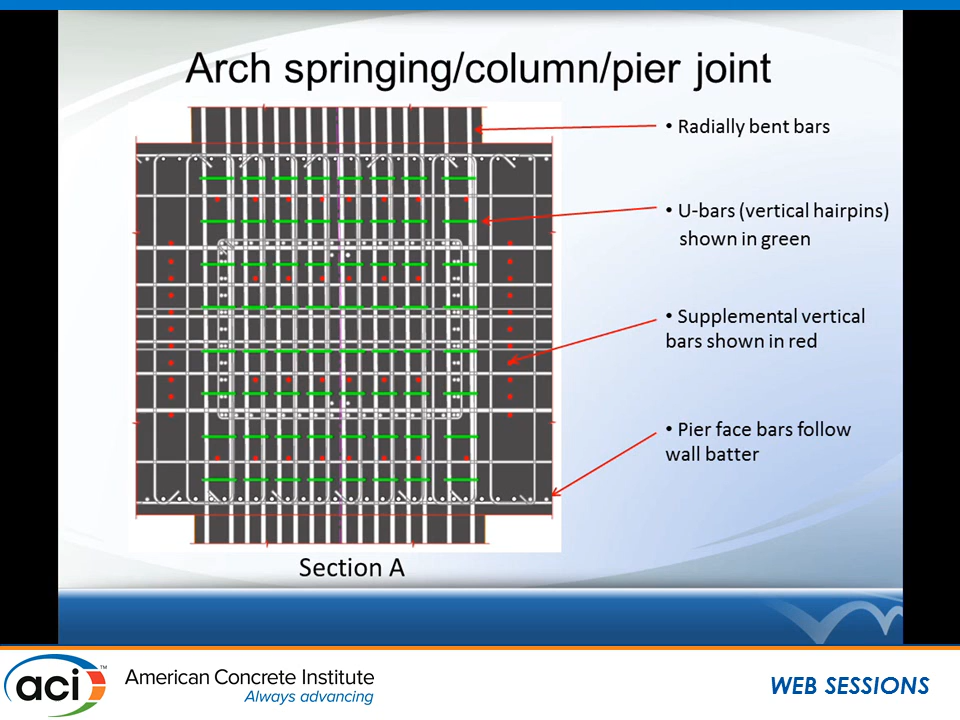 Arch springing/column/pier joint
• Radially bent bars
• U-bars (vertical hairpins)
shown in green
• Supplemental vertical
bars shown in red
• Pier face bars follow
wall batter
Section A
aci™
American Concrete Institute
Always advancing
WEB SESSIONS